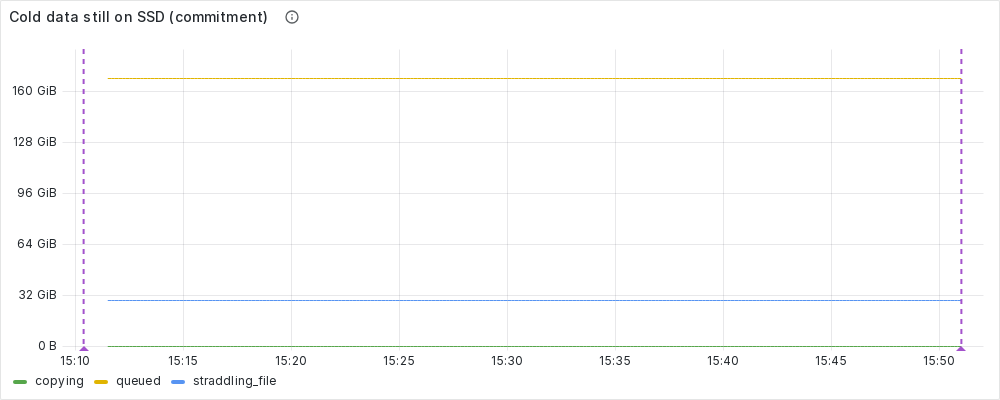 Cold data still on SSD (commitment)
160 GiB
128 GiB
96 GiB
64 GiB
32 GiB
0 B
15:10 15:15 15:20 15:25 15:30 15:35 15:40 15:45 15:50
copying queued straddling_file